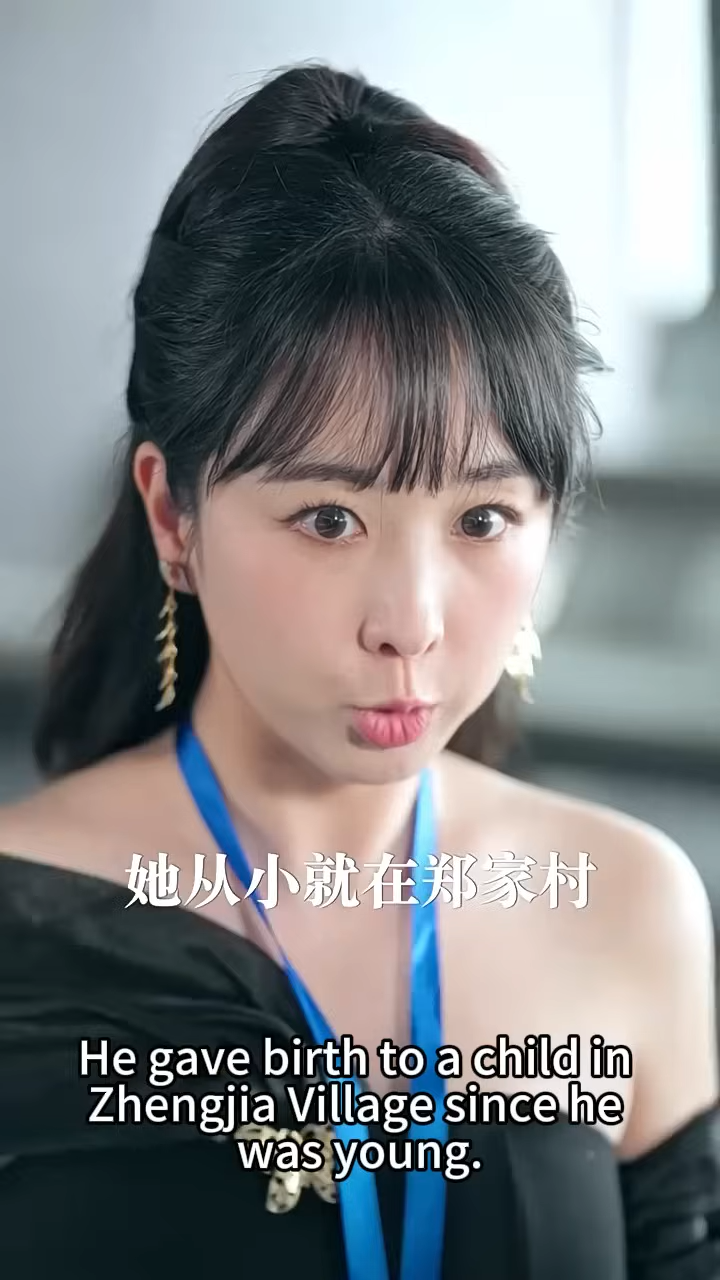 她从小就在郑家村
He gave birth to a child in
Zhengjia Village since he
was young.